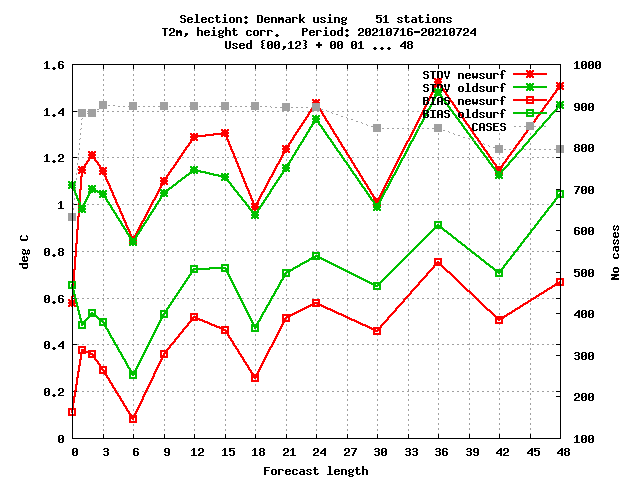 Selection: Denmark using    51 stations
T2m, height corr.   Period: 20210716-20210724
Used {00,12} + 00 01 ... 48
STDV newsurf
STDV oldsurf
BIAS newsurf
BIAS oldsurf
CASES
deg C
1.6
1.4
1.2
1
0.8
0.6
0.4
0.2
0
No cases
1000
900
800
700
600
500
400
300
200
100
0 3 6 9 12 15 18 21 24 27 30 33 36 39 42 45 48
Forecast length